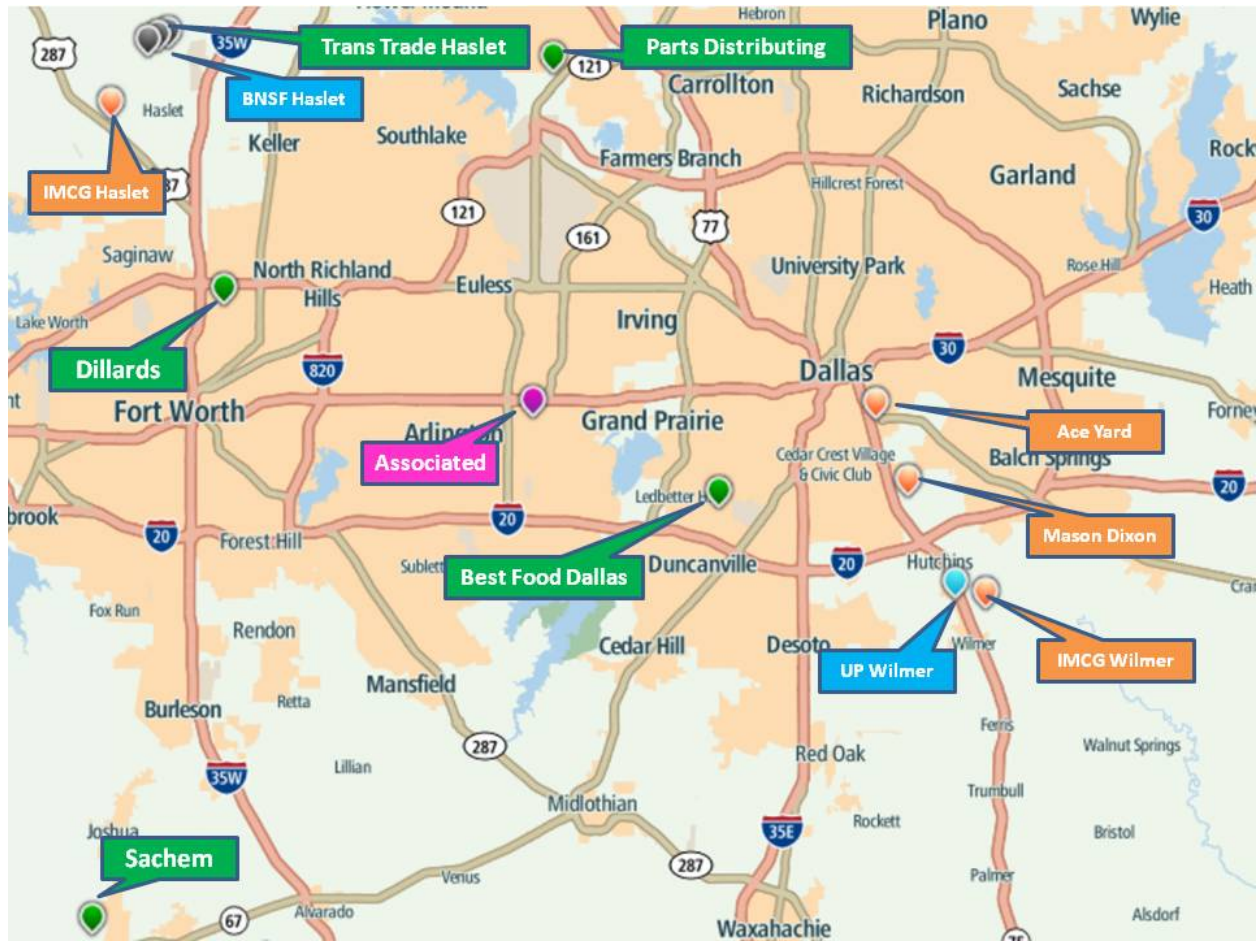 Hebron
Plano
Wylie
287
35W
Trans Trade Haslet
Parts Distributing
121
BNSF Haslet
Carrollton
Richardson
Sachse
Haslet
Keller
Southlake
Farmers Branch
Garland
IMCG Haslet
Hillcrest Forest
121
161
77
30
Saginaw
North Richland
Hills
Euless
University Park
Rose Hill
Heath
Irving
Lake Worth
Dillards
820
30
Dallas
Mesquite
Fort Worth
Arlington
Grand Prairie
Forney
Ace Yard
Associated
Cedar Crest Village
& Civic Club
Balch Springs
20
Ledbetter
20
20
Forest Hill
Mason Dixon
Best Food Dallas
Duncanville
20
Hutchins
Fox Run
Rendon
Cedar Hill
Desoto
Wilmer
UP Wilmer
IMCG Wilmer
Mansfield
Retta
Burleson
Ferris
Walnut Springs
287
Red Oak
35W
Lillian
Trumbull
Midlothian
Joshua
Rockett
35E
Bristol
Sachem
287
Venus
Palmer
67
Alvarado
Waxahachie
Alsdorf